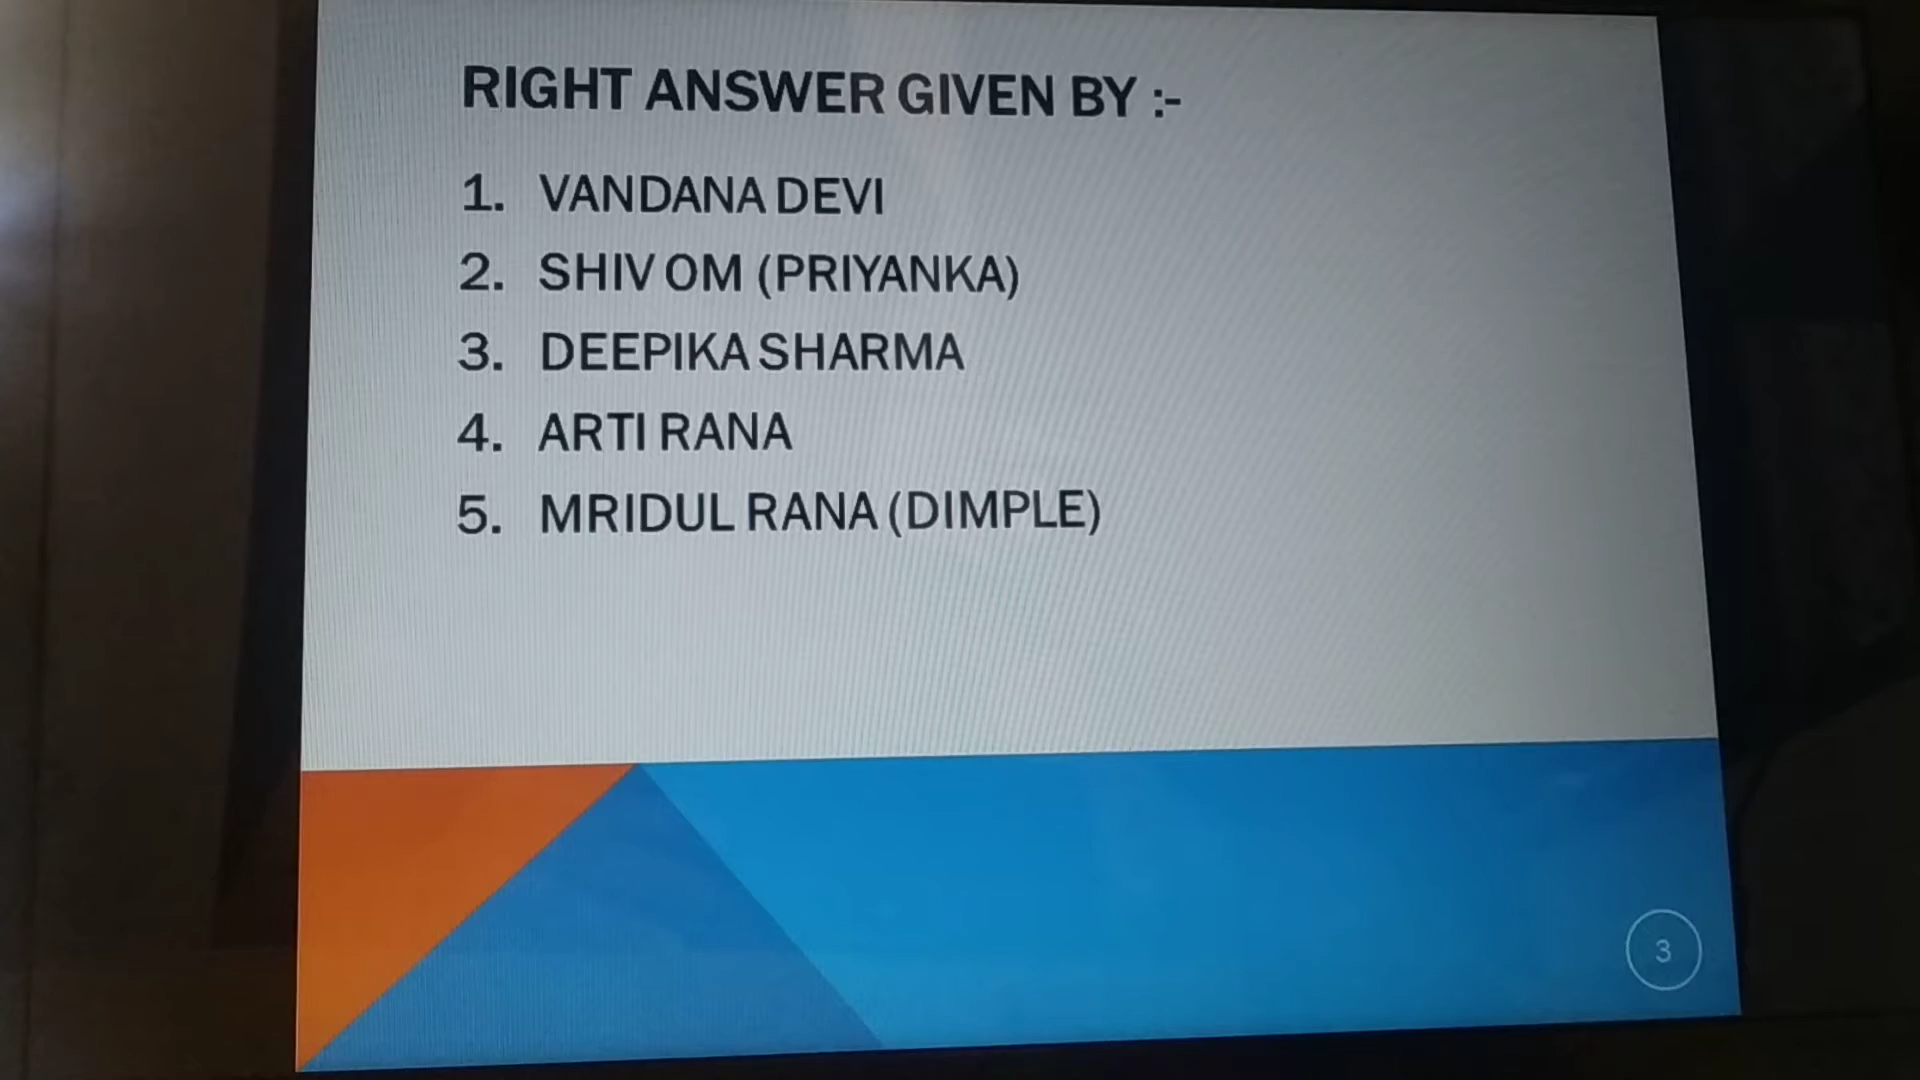 RIGHT ANSWER GIVEN BY :-
1. VANDANA DEVI
2. SHIV OM (PRIYANKA)
3. DEEPIKA SHARMA
4. ARTI RANA
5. MRIDUL RANA (DIMPLE)
3